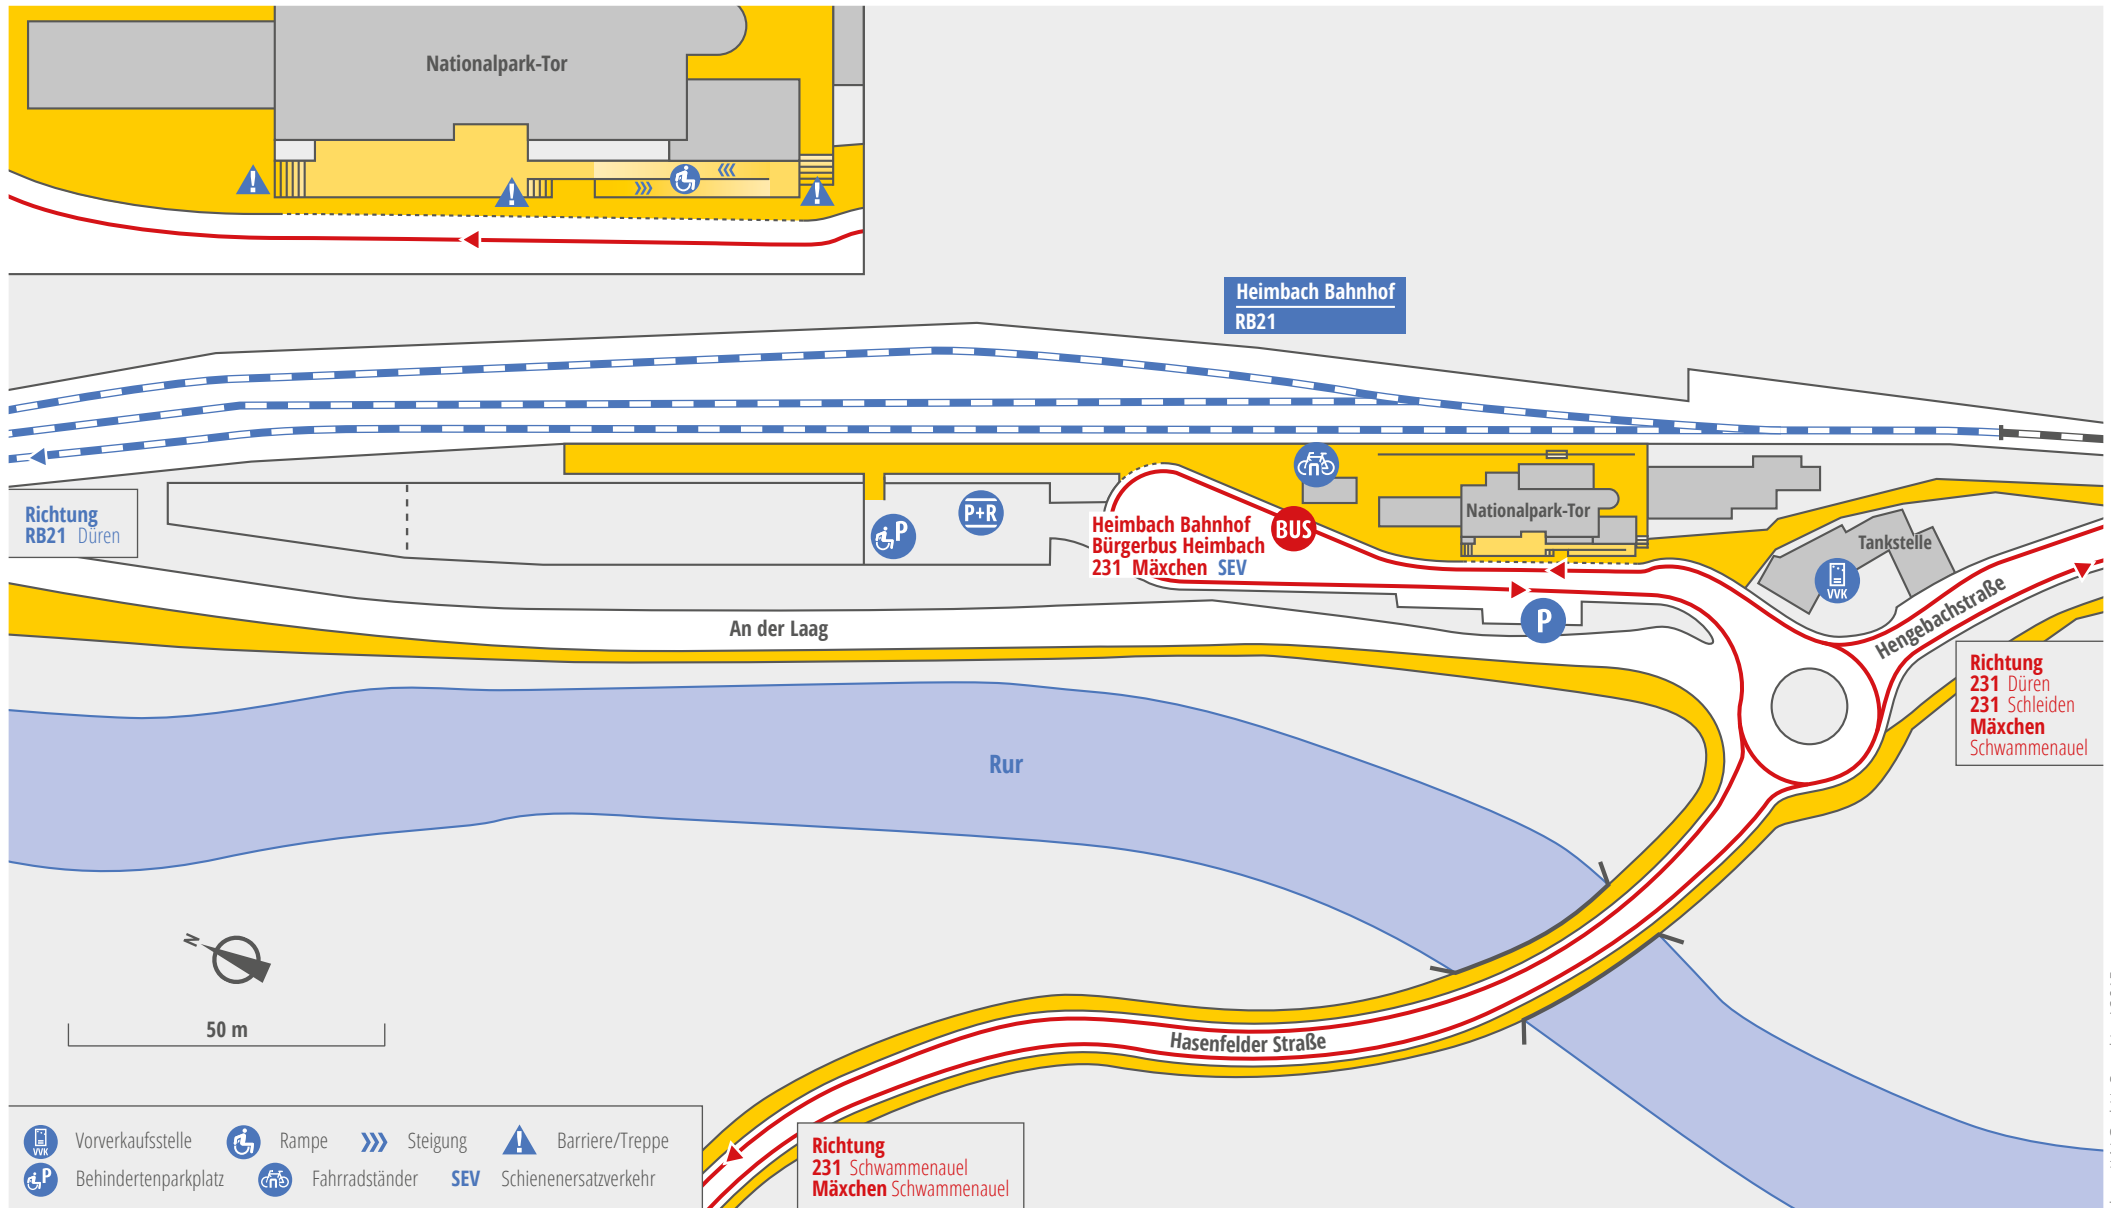 Nationalpark-Tor
Heimbach Bahnhof
RB21
Richtung
RB21 Düren
P+R
P
Heimbach Bahnhof
Bürgerbus Heimbach
231 Mäxchen SEV
BUS
Nationalpark-Tor
Tankstelle
VVK
P
An der Laag
Hengebachstraße
Richtung
231 Düren
231 Schleiden
Mäxchen
Schwammenauel
Rur
N
50 m
Hasenfelder Straße
VVK Vorverkaufsstelle Rampe Steigung Barriere/Treppe
P Behindertenparkplatz Fahrradständer SEV Schienenersatzverkehr
Richtung
231 Schwammenauel
Mäxchen Schwammenauel